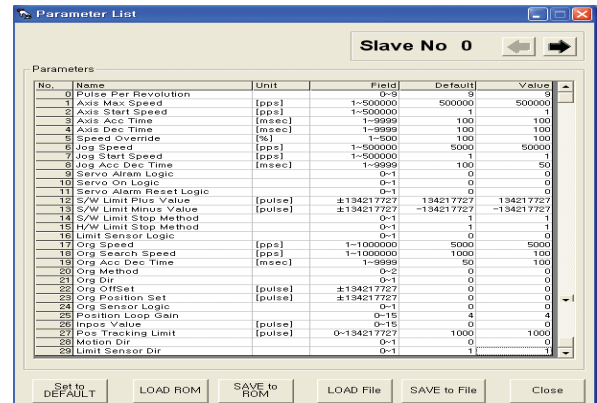 Parameter List
Slave No 0
Parameters
No, Name Unit Field Default Value
0 Pulse Per Revolution 0~9 9 9
1 Axis Max Speed [pps] 1~500000 500000 500000
2 Axis Start Speed [pps] 1~500000 1 1
3 Axis Acc Time [msec] 1~9999 100 100
4 Axis Dec Time [msec] 1~9999 100 100
5 Speed Override [%] 1~500 100 100
6 Jog Speed [pps] 1~500000 5000 50000
7 Jog Start Speed [pps] 1~500000 1 1
8 Jog Acc Dec Time [msec] 1~9999 100 50
9 Servo Alram Logic 0~1 0 0
10 Servo On Logic 0~1 0 0
11 Servo Alarm Reset Logic 0~1 0 0
12 S/W Limit Plus Value [pulse] ±134217727 134217727 134217727
13 S/W Limit Minus Value [pulse] ±134217727 -134217727 -134217727
14 S/W Limit Stop Method 0~1 1 1
15 H/W Limit Stop Method 0~1 1 1
16 Limit Sensor Logic 0~1 0 0
17 Org Speed [pps] 1~1000000 5000 5000
18 Org Search Speed [pps] 1~1000000 1000 100
19 Org Acc Dec Time [msec] 1~9999 50 100
20 Org Method 0~2 0 0
21 Org Dir 0~1 0 0
22 Org OffSet [pulse] ±134217727 0 0
23 Org Position Set [pulse] ±134217727 0 0
24 Org Sensor Logic 0~1 0 0
25 Position Loop Gain 0~15 4 4
26 Inpos Value [pulse] 0~15 0 0
27 Pos Tracking Limit [pulse] 0~134217727 1000 1000
28 Motion Dir 0~1 0 0
29 Limit Sensor Dir 0~1 1 1
Set to DEFAULT LOAD ROM SAVE to ROM LOAD File SAVE to File Close